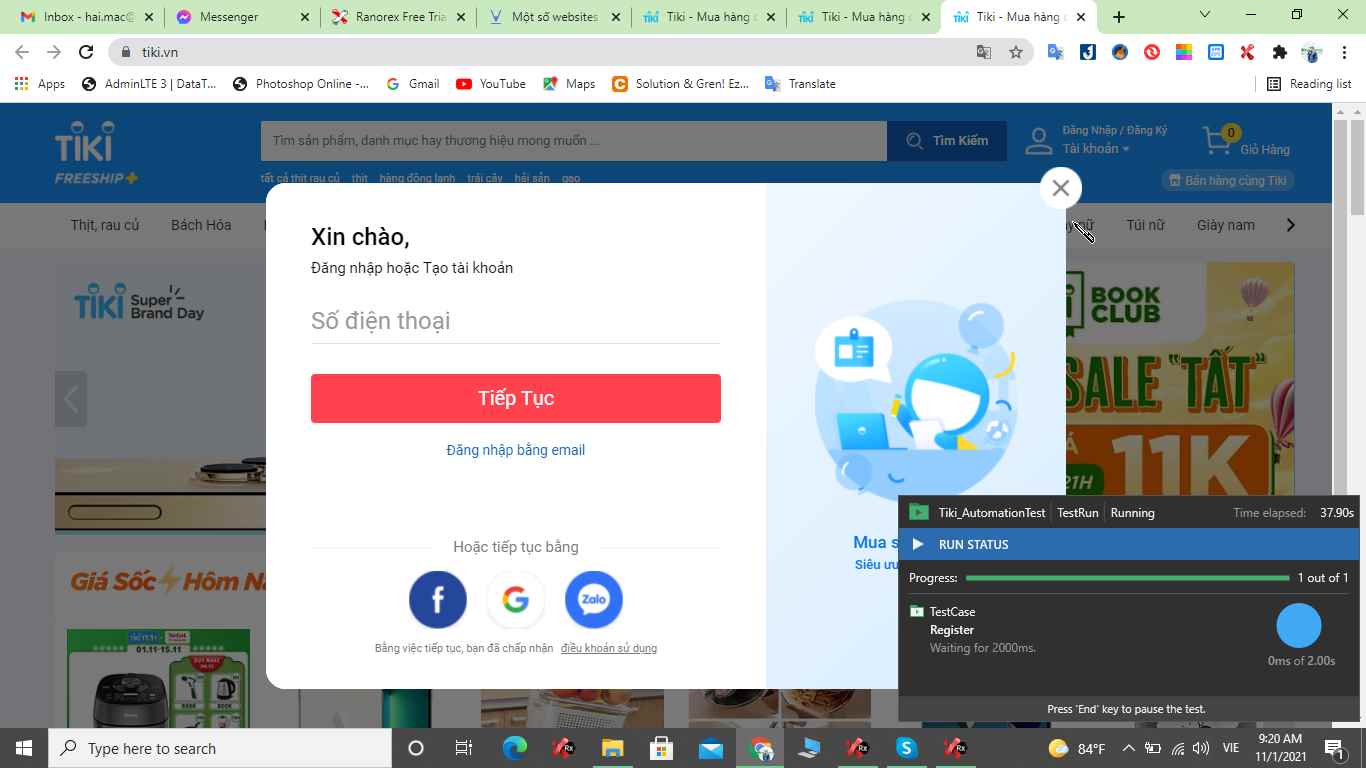 Inbox - hai.mac@
Messenger
Ranorex Free Tria
Một số websites
Tiki - Mua hàng
Tiki - Mua hàng
Tiki - Mua hàng
tiki.vn
Apps
AdminLTE 3 | DataT...
Photoshop Online -...
Gmail
YouTube
Maps
Solution & Gren! Ez...
Translate
Reading list
TIKI
FREESHIP+
Tìm sản phẩm, danh mục hay thương hiệu mong muốn ...
Tìm Kiếm
Đăng Nhập / Đăng Ký
Tài khoản
0
Giỏ Hàng
tất cả thịt rau củ thịt hàng đông lạnh trái cây hải sản gạo
Bán hàng cùng Tiki
Thịt, rau củ
Bách Hóa
nữ
Túi nữ
Giày nam
TIKI Super
Brand Day
BOOK
CLUB
SALE "TẤT"
11K
21H
Xin chào,
Đăng nhập hoặc Tạo tài khoản
Số điện thoại
Tiếp Tục
Đăng nhập bằng email
Hoặc tiếp tục bằng
f
G
Zalo
Bằng việc tiếp tục, bạn đã chấp nhận điều khoản sử dụng
Mua s
Siêu ưu
Giá Sốc Hôm Na
01.11-15.11
Tiki_AutomationTest
TestRun
Running
Time elapsed: 37.90s
RUN STATUS
Progress:
1 out of 1
TestCase
Register
Waiting for 2000ms.
0ms of 2.00s
Press 'End' key to pause the test.
Type here to search
84°F
VIE
9:20 AM
11/1/2021
1